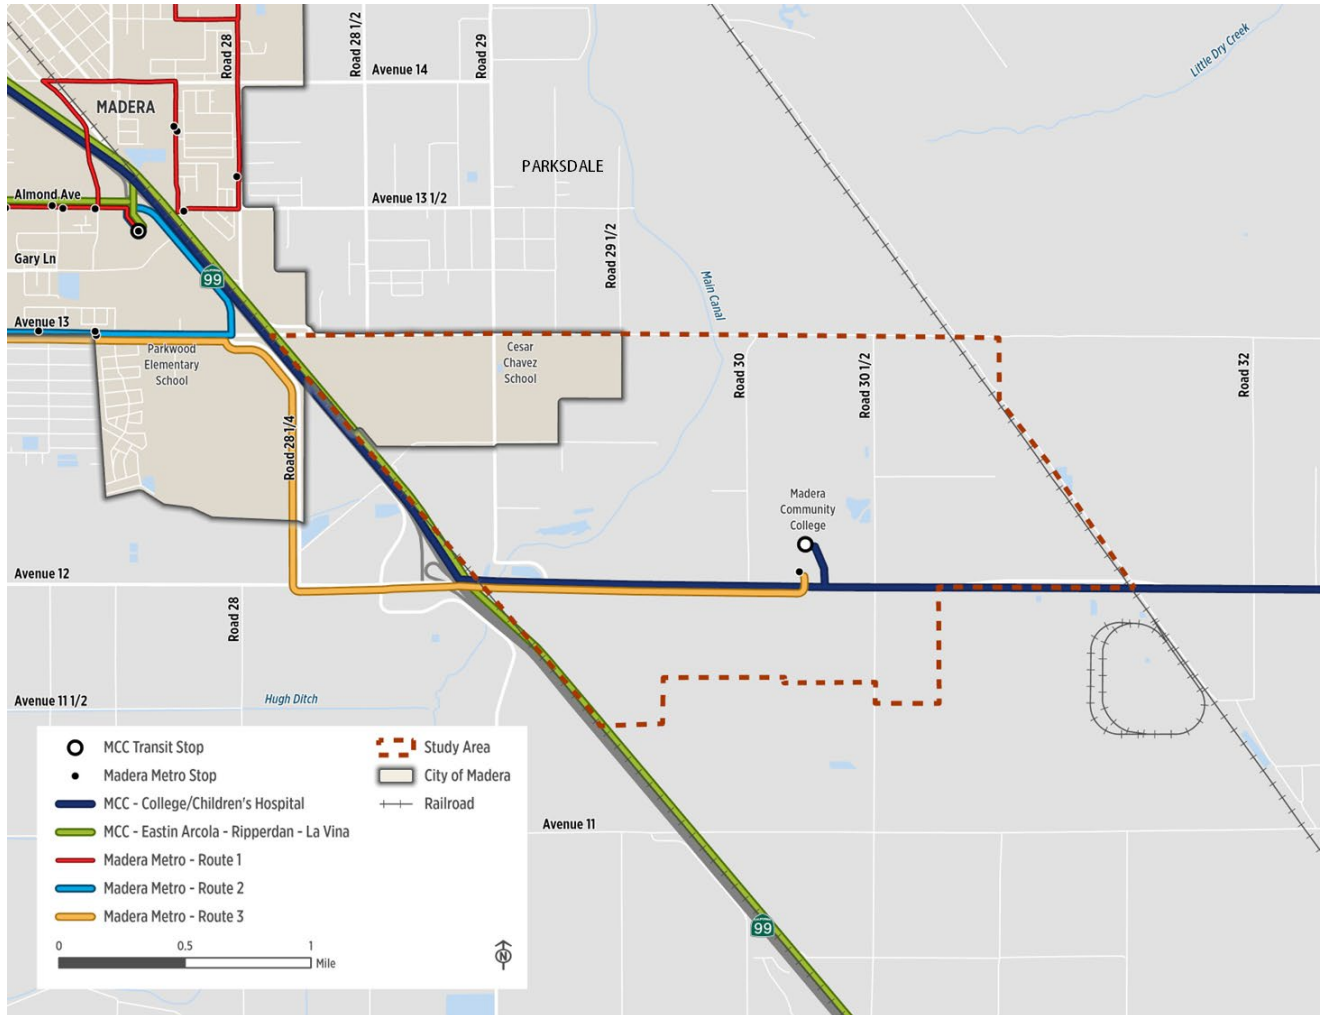 Road 28
Road 28 1/2
Road 29
Avenue 14
Little Dry Creek
MADERA
PARKSDALE
Almond Ave
Avenue 13 1/2
Road 29 1/2
Gary Ln
99
Main Canal
Avenue 13
Parkwood
Elementary
School
Cesar
Chavez
School
Road 30
Road 30 1/2
Road 32
Road 28 1/4
Madera
Community
College
Avenue 12
Road 28
Avenue 11 1/2
Hugh Ditch
MCC Transit Stop
Madera Metro Stop
MCC - College/Children's Hospital
MCC - Eastin Arcola - Ripperdan - La Vina
Madera Metro - Route 1
Madera Metro - Route 2
Madera Metro - Route 3
Study Area
City of Madera
Railroad
0 0.5 1
Mile
N
Avenue 11
99